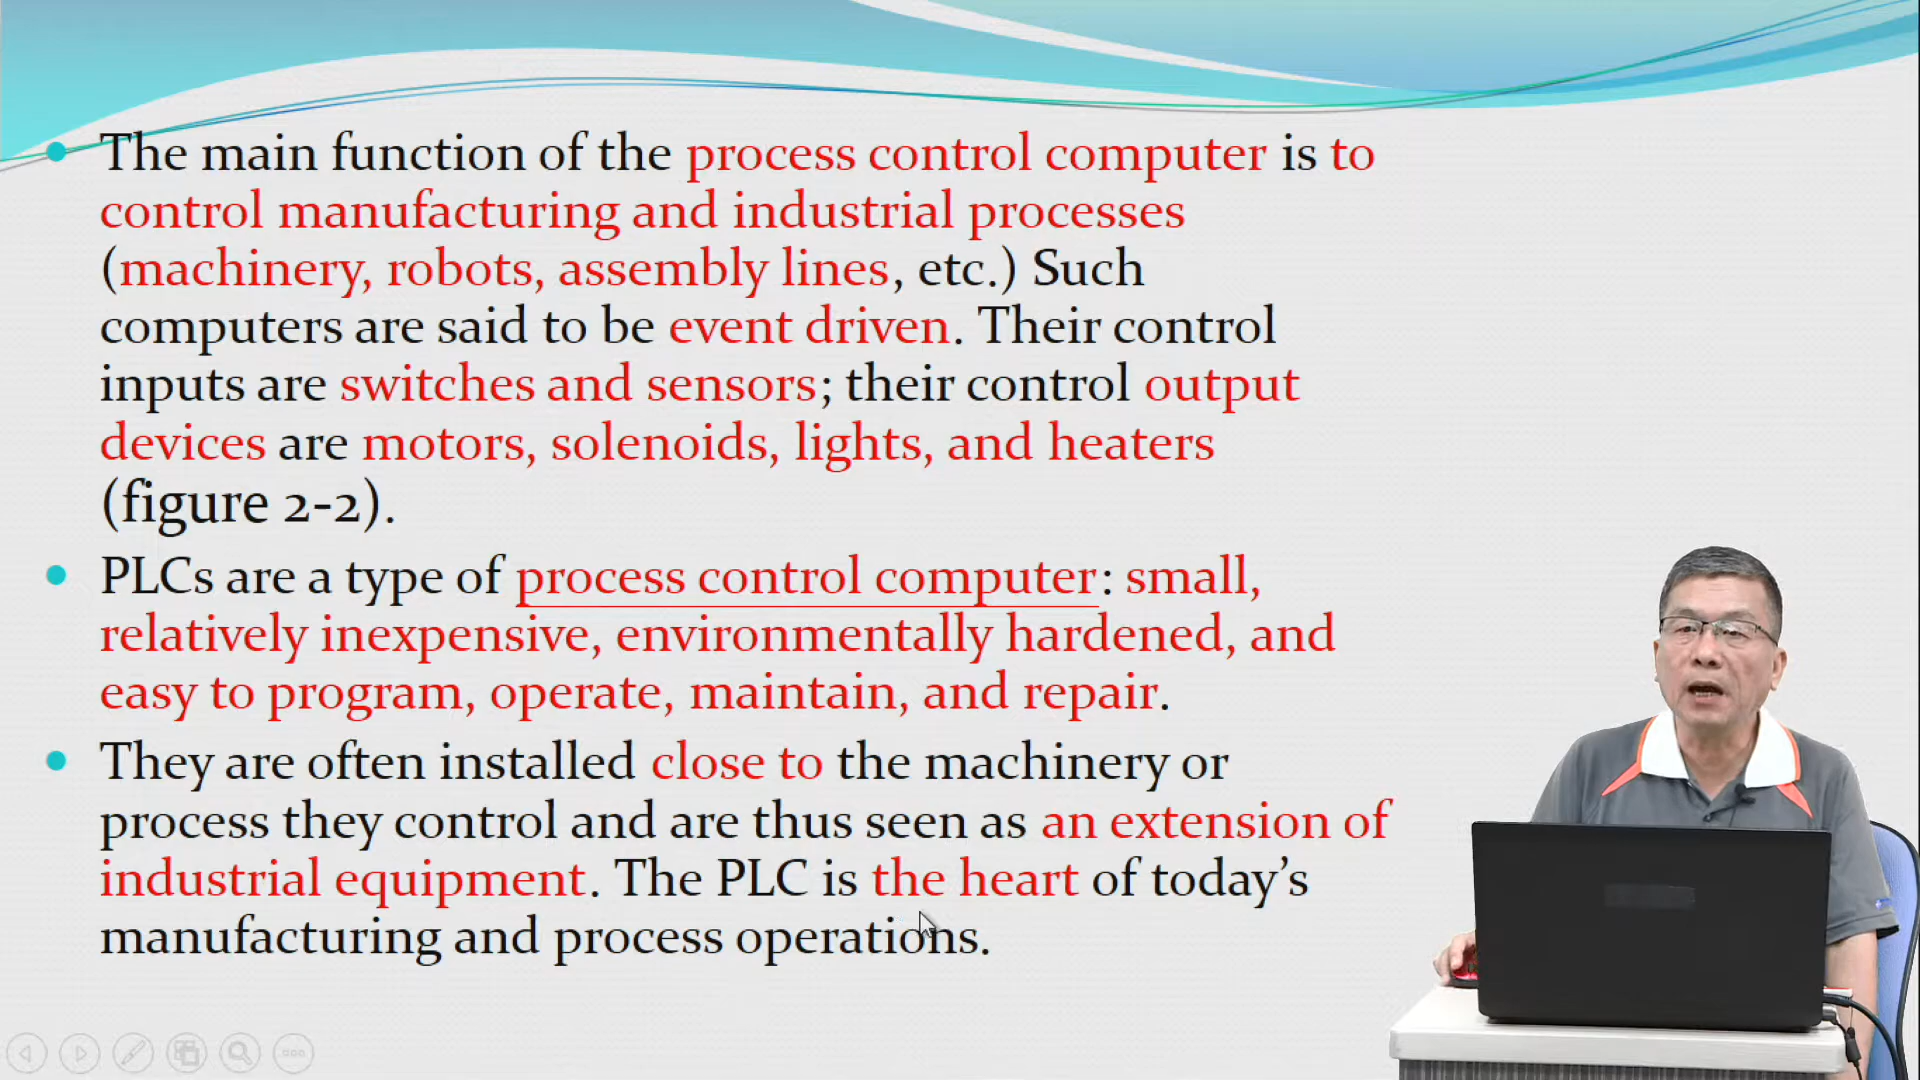 The main function of the process control computer is to
control manufacturing and industrial processes
(machinery, robots, assembly lines, etc.) Such
computers are said to be event driven. Their control
inputs are switches and sensors; their control output
devices are motors, solenoids, lights, and heaters
(figure 2-2).
PLCs are a type of process control computer: small,
relatively inexpensive, environmentally hardened, and
easy to program, operate, maintain, and repair.
They are often installed close to the machinery or
process they control and are thus seen as an extension of
industrial equipment. The PLC is the heart of today’s
manufacturing and process operations.